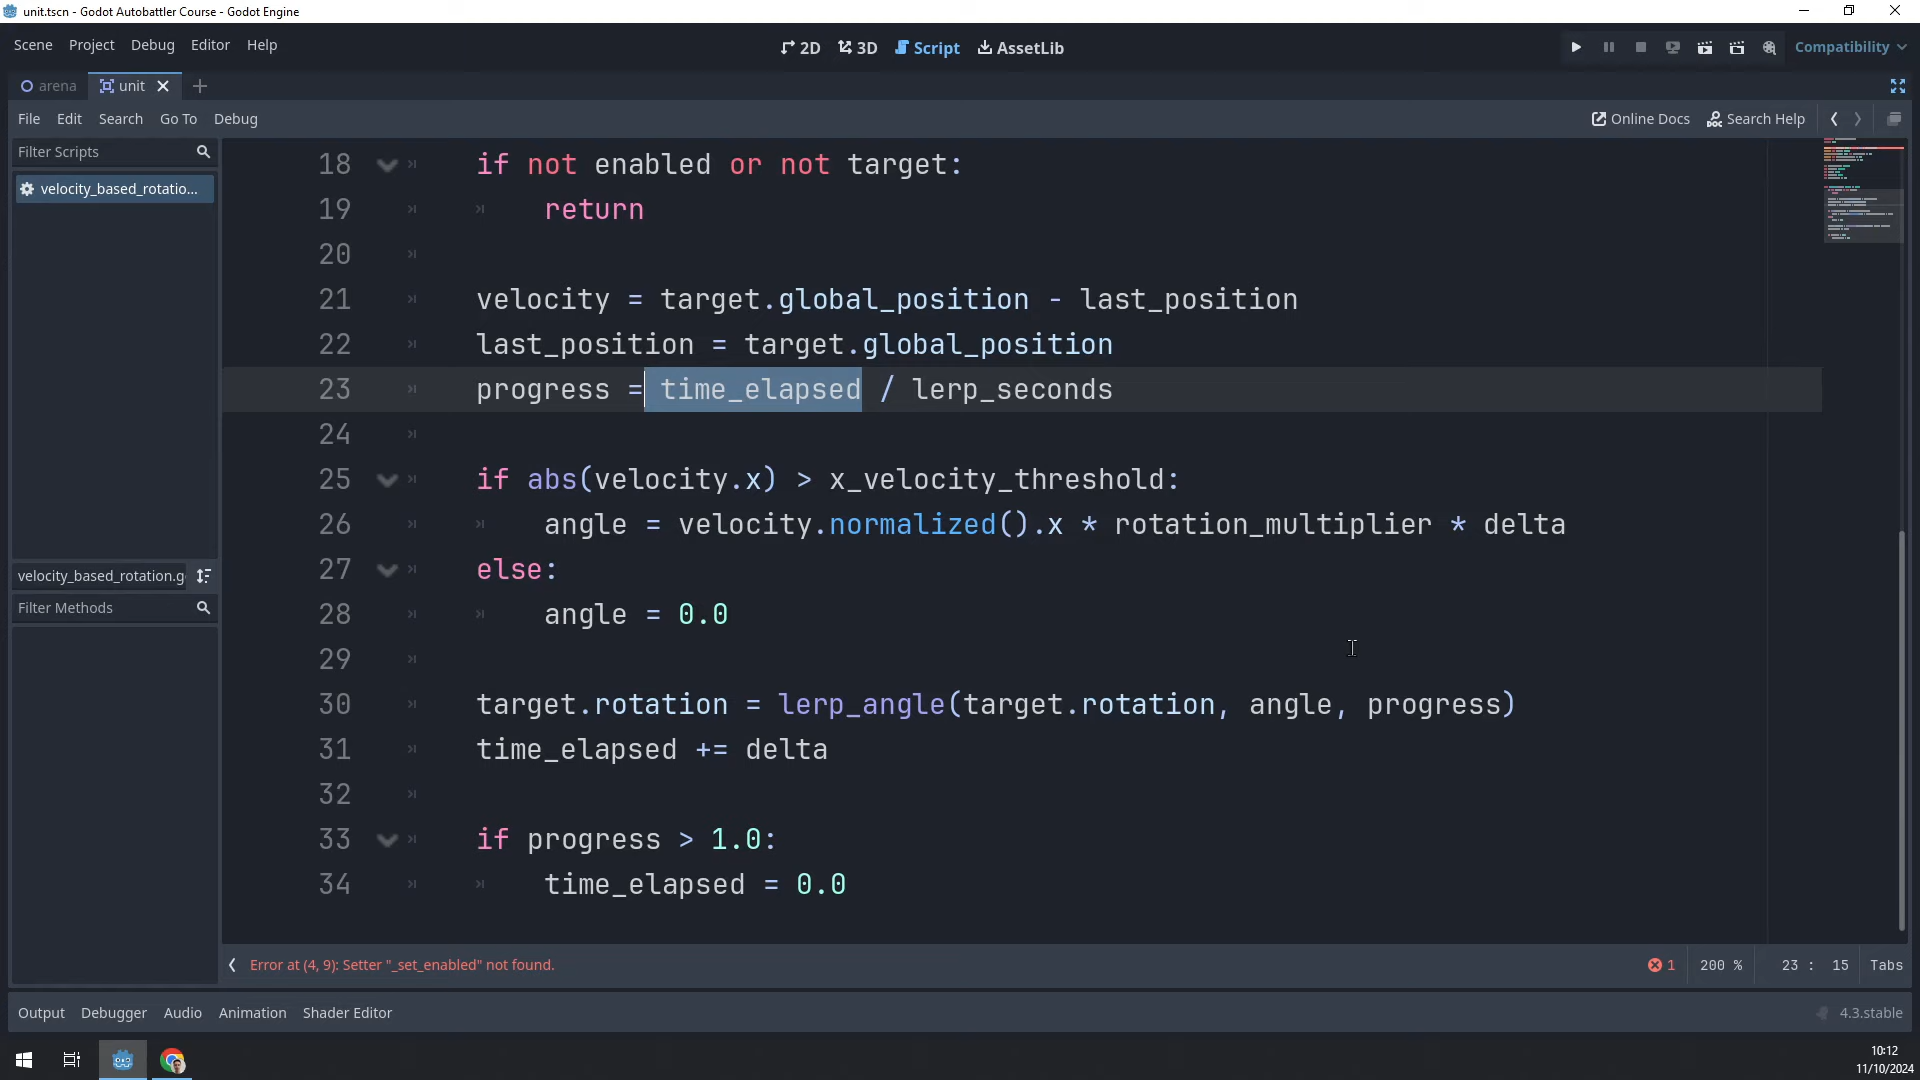 unit.tscn - Godot Autobattler Course - Godot Engine
Scene Project Debug Editor Help
2D 3D Script AssetLib
Compatibility
arena unit
File Edit Search Go To Debug
Online Docs Search Help
Filter Scripts
velocity_based_rotatio...
velocity_based_rotation.g
Filter Methods
18 if not enabled or not target:
19 return
20
21 velocity = target.global_position - last_position
22 last_position = target.global_position
23 progress = time_elapsed / lerp_seconds
24
25 if abs(velocity.x) > x_velocity_threshold:
26 angle = velocity.normalized().x * rotation_multiplier * delta
27 else:
28 angle = 0.0
29
30 target.rotation = lerp_angle(target.rotation, angle, progress)
31 time_elapsed += delta
32
33 if progress > 1.0:
34 time_elapsed = 0.0
Error at (4, 9): Setter "_set_enabled" not found.
1 200 % 23 : 15 Tabs
Output Debugger Audio Animation Shader Editor
4.3.stable
10:12
11/10/2024